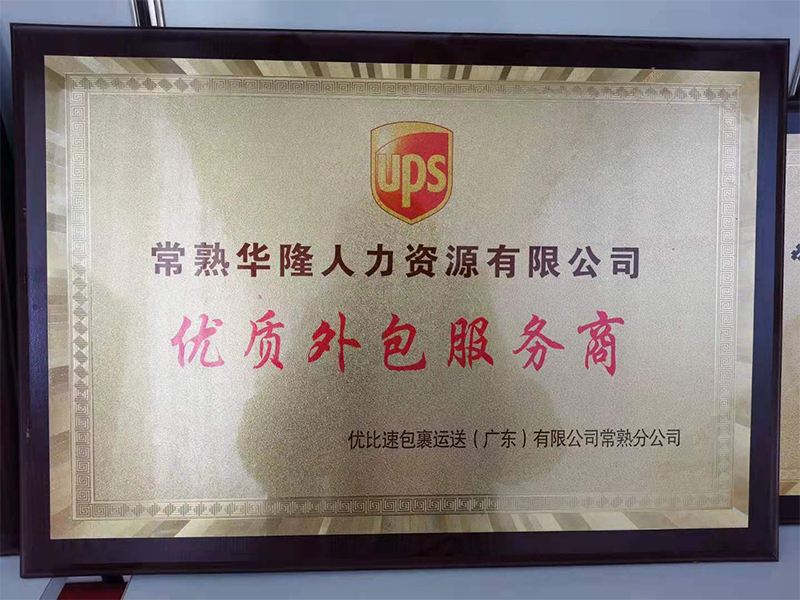 ups
常熟华隆人力资源有限公司
优质外包服务商
优比速包裹运送（广东）有限公司常熟分公司